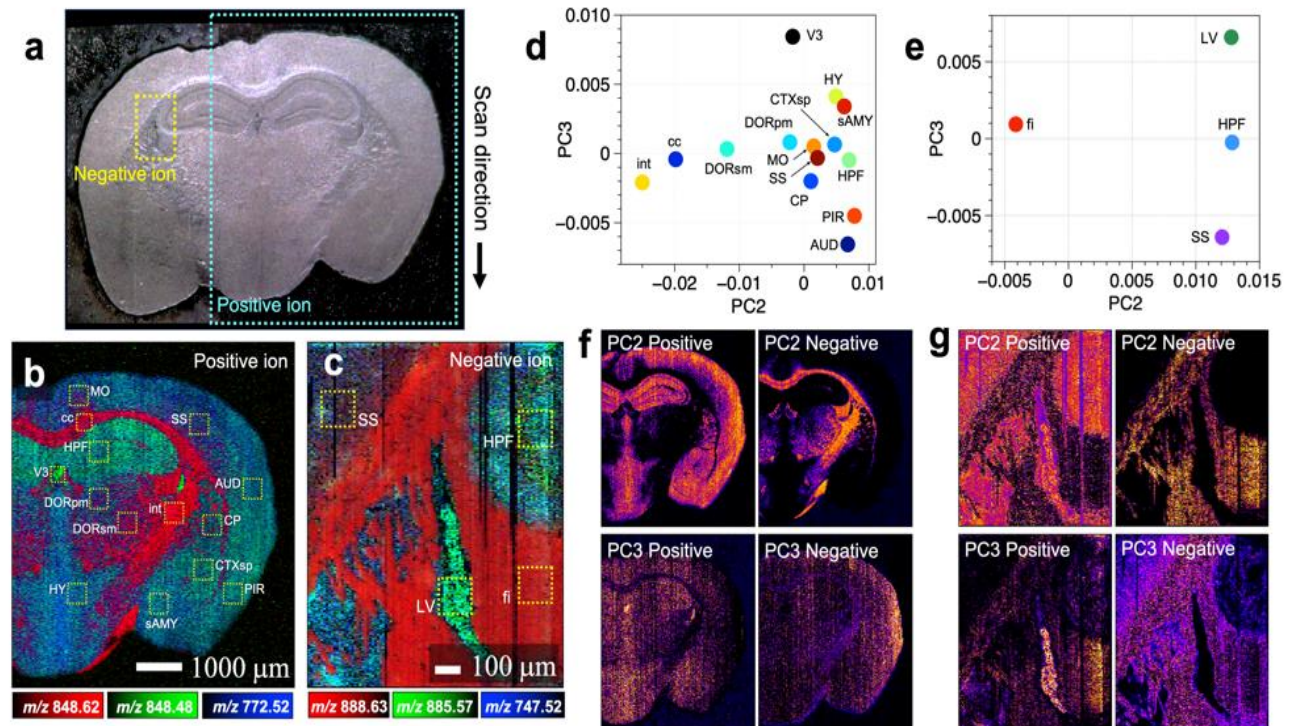 a
Negative ion
Positive ion
Scan direction
b
Positive ion
MO
cc
SS
HPF
V3
AUD
DORpm
int
DORsm
CP
CTXsp
HY
PIR
sAMY
1000 μm
m/z 848.62
m/z 848.48
m/z 772.52
c
Negative ion
SS
HPF
LV
fi
100 μm
m/z 888.63
m/z 885.57
m/z 747.52
d
0.010
0.005
0
−0.005
PC3
V3
HY
CTXsp
sAMY
DORpm
cc
int
DORsm
MO
SS
HPF
CP
PIR
AUD
−0.02
−0.01
0
0.01
PC2
e
0.005
0
−0.005
PC3
LV
fi
HPF
SS
−0.005
0
0.005
0.010
0.015
PC2
f
PC2 Positive
PC2 Negative
PC3 Positive
PC3 Negative
g
PC2 Positive
PC2 Negative
PC3 Positive
PC3 Negative